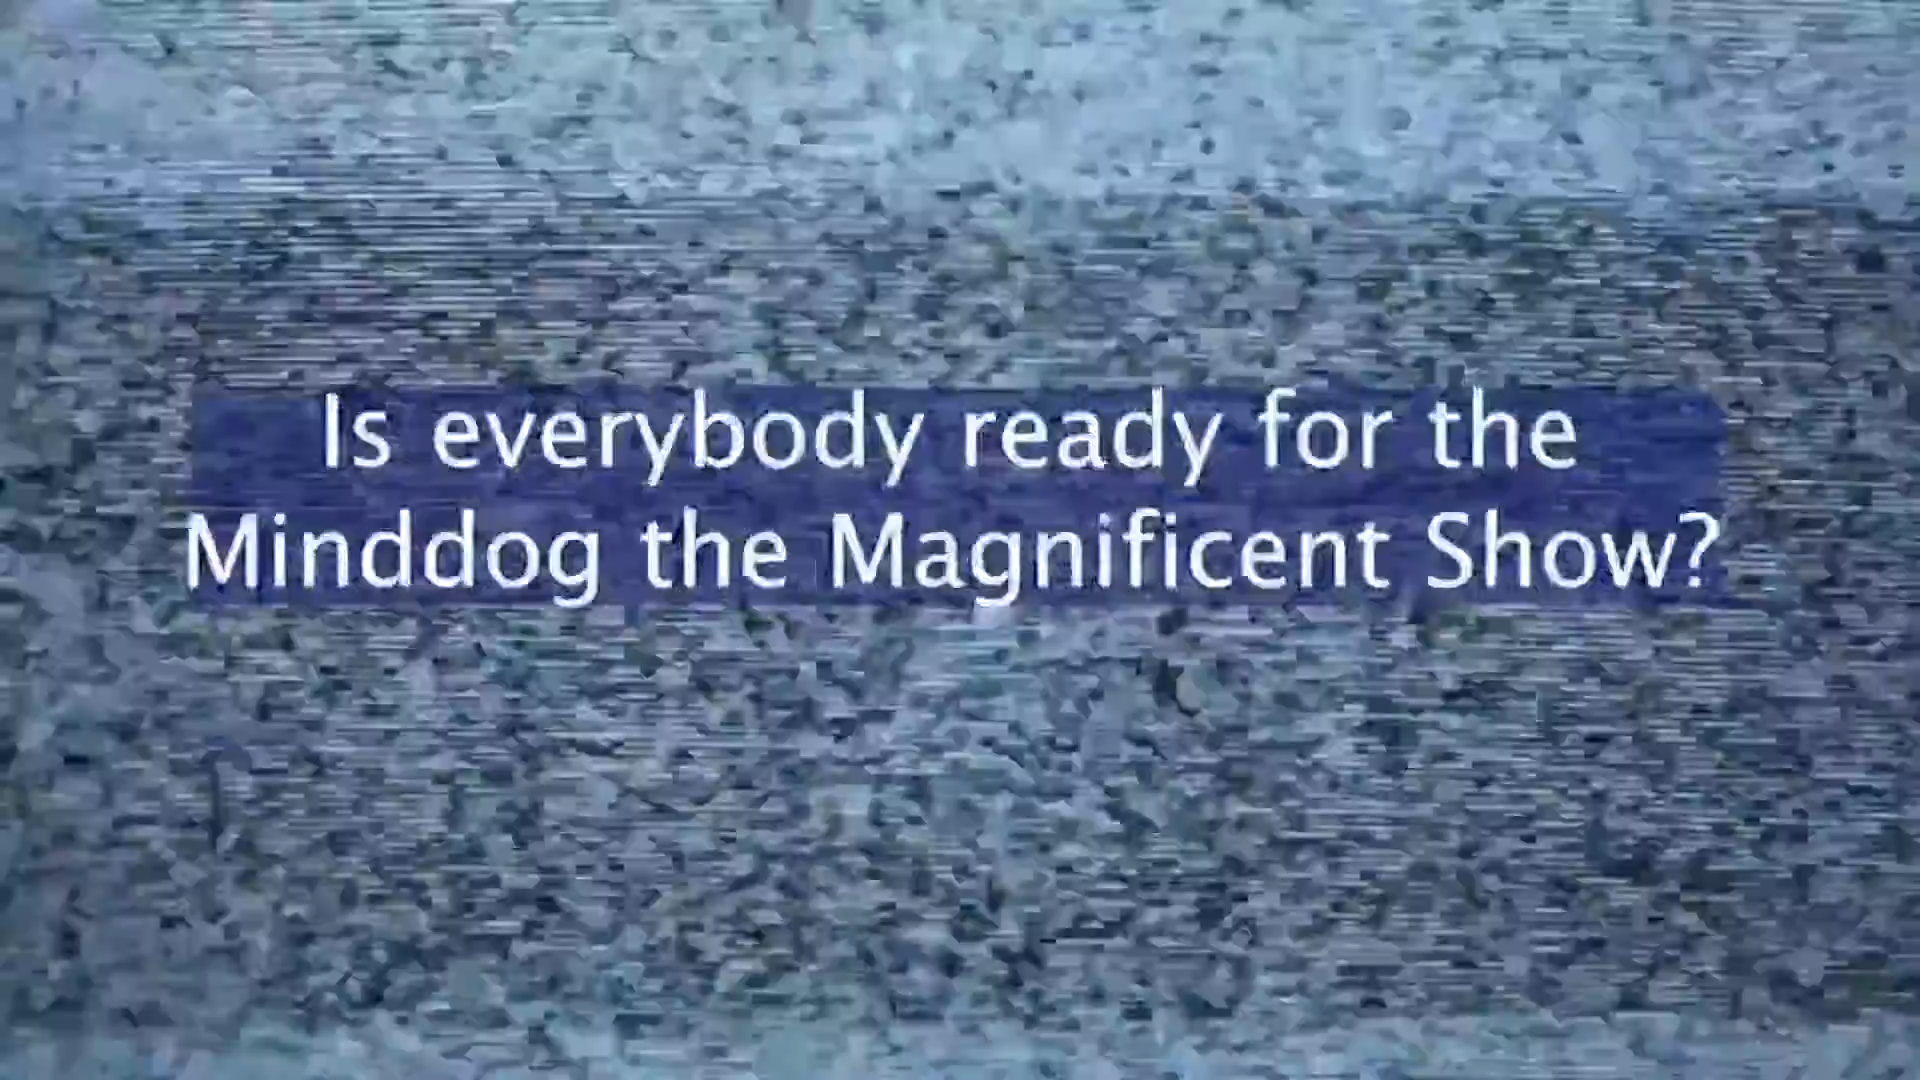 Is everybody ready for the
Minddog the Magnificent Show?